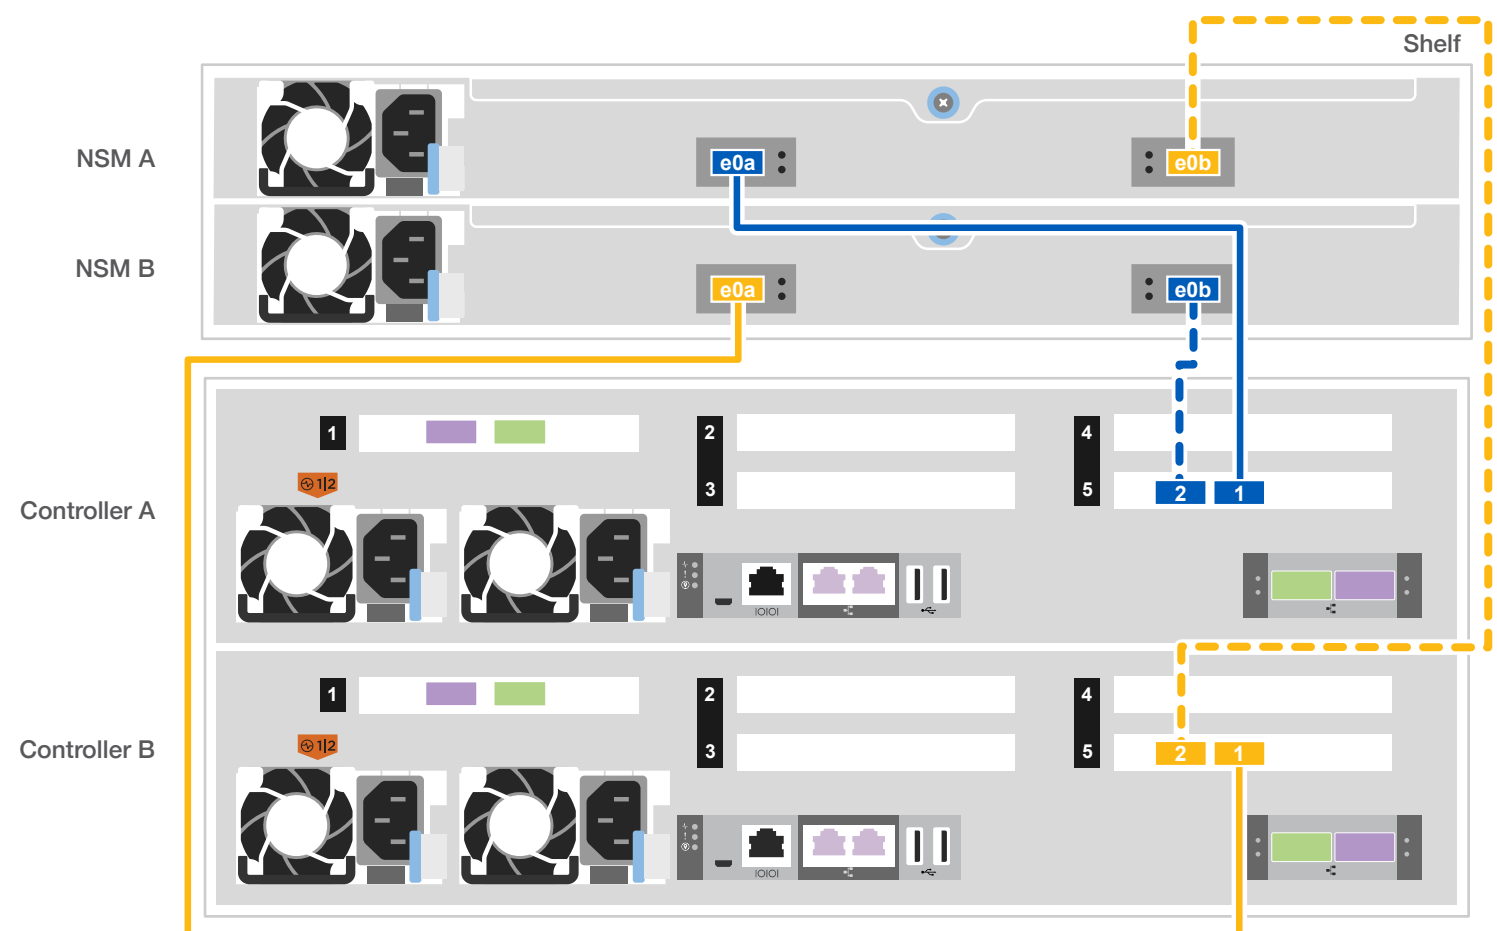 Shelf
NSM A
e0a
e0b
NSM B
e0a
e0b
1
2
4
1|2
3
5
2
1
Controller A
IOIOI
1
2
4
1|2
3
5
2
1
Controller B
IOIOI